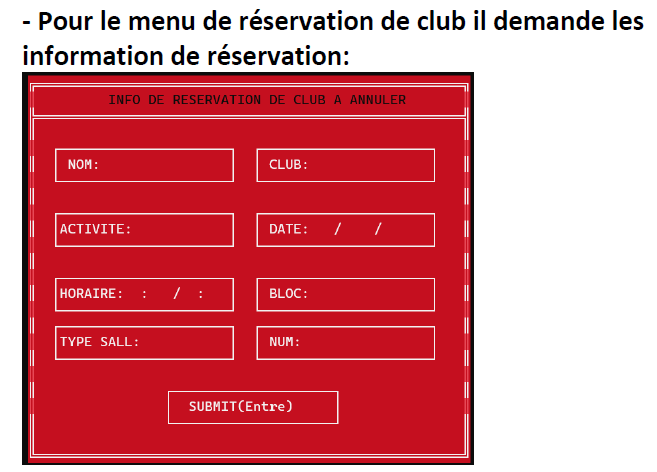 - Pour le menu de réservation de club il demande les
information de réservation:
INFO DE RESERVATION DE CLUB A ANNULER
NOM: CLUB:
ACTIVITE: DATE: / /
HORAIRE: : / : BLOC:
TYPE SALL: NUM:
SUBMIT(Entre)